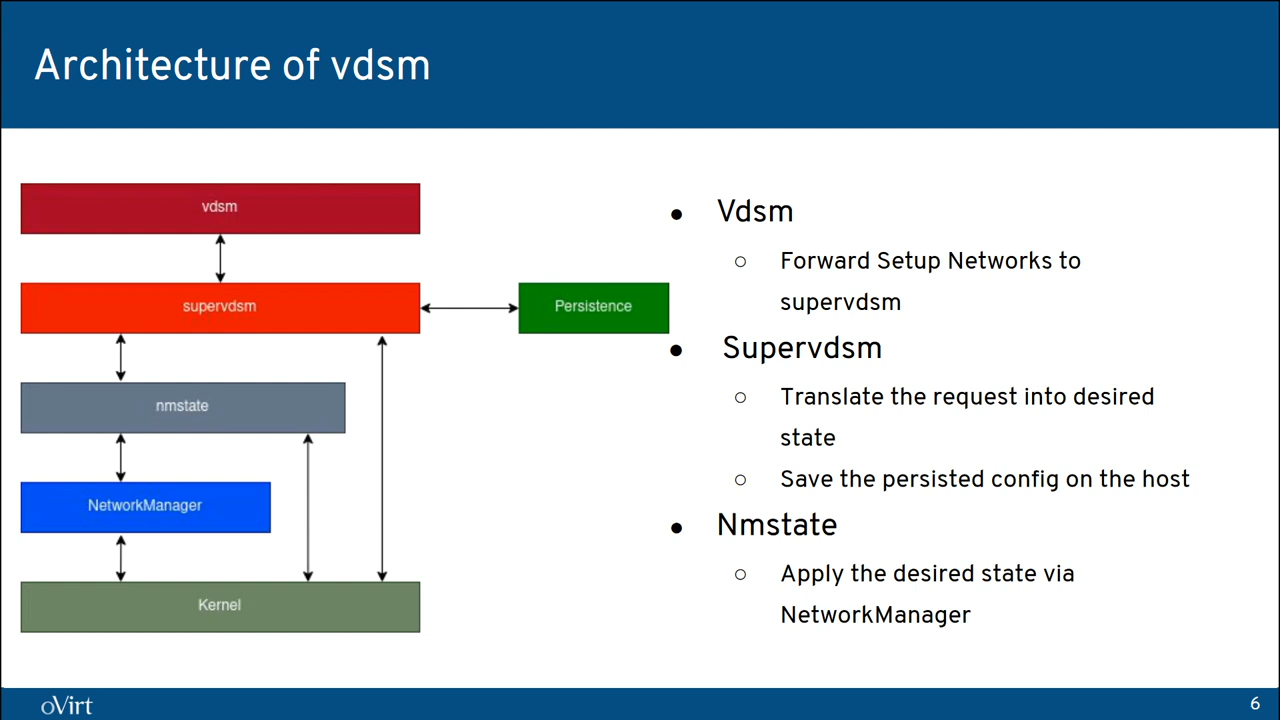 Architecture of vdsm
vdsm
supervdsm
Persistence
nmstate
NetworkManager
Kernel
● Vdsm
○ Forward Setup Networks to
supervdsm
● Supervdsm
○ Translate the request into desired
state
○ Save the persisted config on the host
● Nmstate
○ Apply the desired state via
NetworkManager
oVirt
6